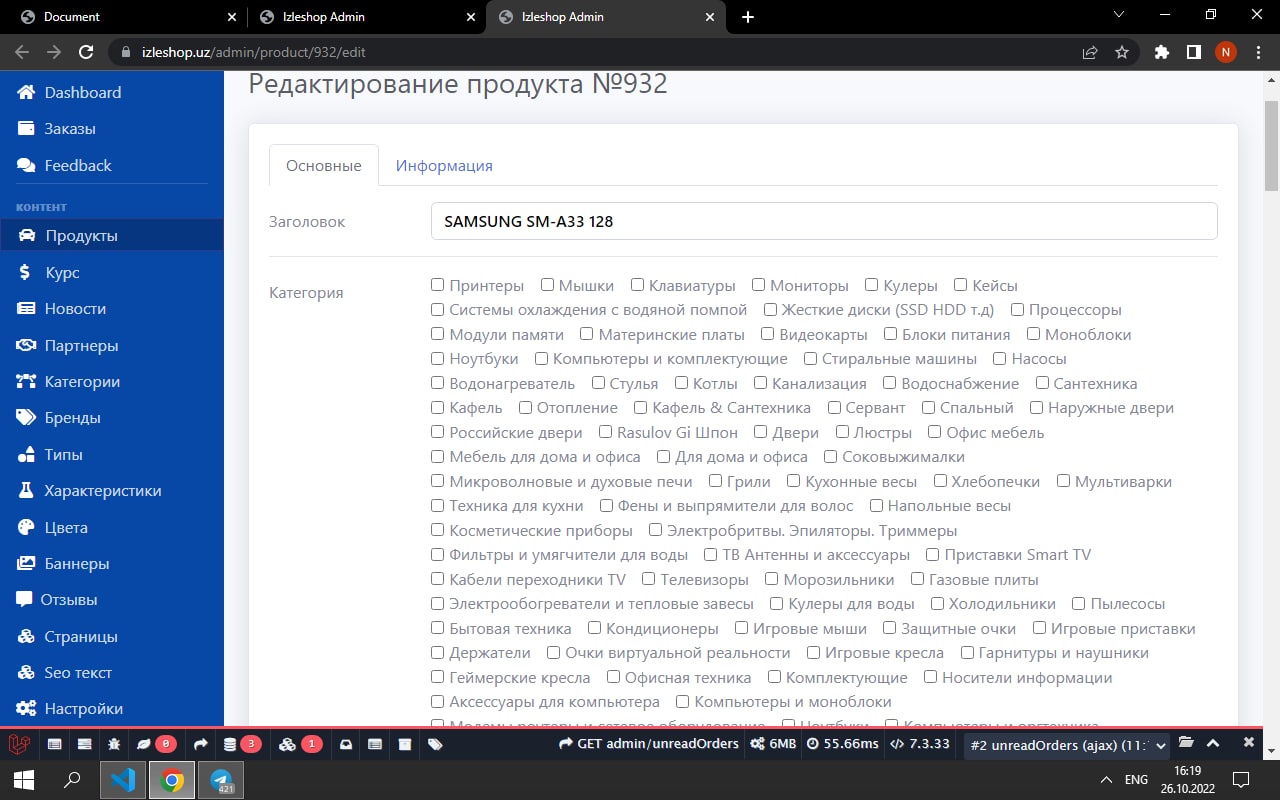 Document
Izleshop Admin
Izleshop Admin
izleshop.uz/admin/product/932/edit
N
Dashboard
Заказы
Feedback
КОНТЕНТ
Продукты
Курс
Новости
Партнеры
Категории
Бренды
Типы
Характеристики
Цвета
Баннеры
Отзывы
Страницы
Seo текст
Настройки
Редактирование продукта №932
Основные Информация
Заголовок SAMSUNG SM-A33 128
Категория Принтеры Мышки Клавиатуры Мониторы Кулеры Кейсы
Системы охлаждения с водяной помпой Жесткие диски (SSD HDD т.д) Процессоры
Модули памяти Материнские платы Видеокарты Блоки питания Моноблоки
Ноутбуки Компьютеры и комплектующие Стиральные машины Насосы
Водонагреватель Стулья Котлы Канализация Водоснабжение Сантехника
Кафель Отопление Кафель & Сантехника Сервант Спальный Наружные двери
Российские двери Rasulov Gi Шпон Двери Люстры Офис мебель
Мебель для дома и офиса Для дома и офиса Соковыжималки
Микроволновые и духовые печи Грили Кухонные весы Хлебопечки Мультиварки
Техника для кухни Фены и выпрямители для волос Напольные весы
Косметические приборы Электробритвы. Эпиляторы. Триммеры
Фильтры и умягчители для воды ТВ Антенны и аксессуары Приставки Smart TV
Кабели переходники TV Телевизоры Морозильники Газовые плиты
Электрообогреватели и тепловые завесы Кулеры для воды Холодильники Пылесосы
Бытовая техника Кондиционеры Игровые мыши Защитные очки Игровые приставки
Держатели Очки виртуальной реальности Игровые кресла Гарнитуры и наушники
Геймерские кресла Офисная техника Комплектующие Носители информации
Аксессуары для компьютера Компьютеры и моноблоки
Модемы роутеры и сетевое оборудование Ноутбуки Компьютеры и оргтехника
0 3 1 GET admin/unreadOrders 6MB 55.66ms 7.3.33 #2 unreadOrders (ajax) (11:
421
ENG
16:19
26.10.2022